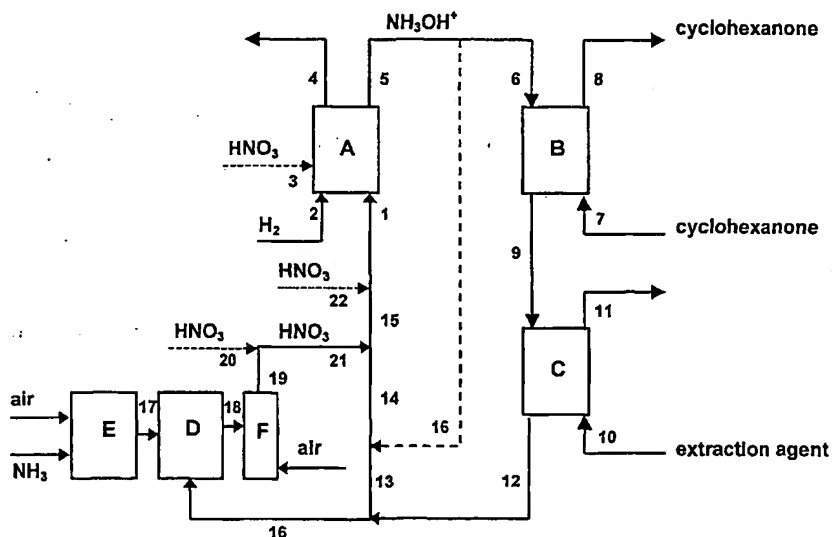 NH3OH+
cyclohexanone
4
5
6
8
HNO3
A
B
3
2
1
7
H2
cyclohexanone
9
HNO3
22
11
15
HNO3
HNO3
20
21
C
19
14
air
17
18
16
10
E
D
F
extraction agent
NH3
air
13
12
16